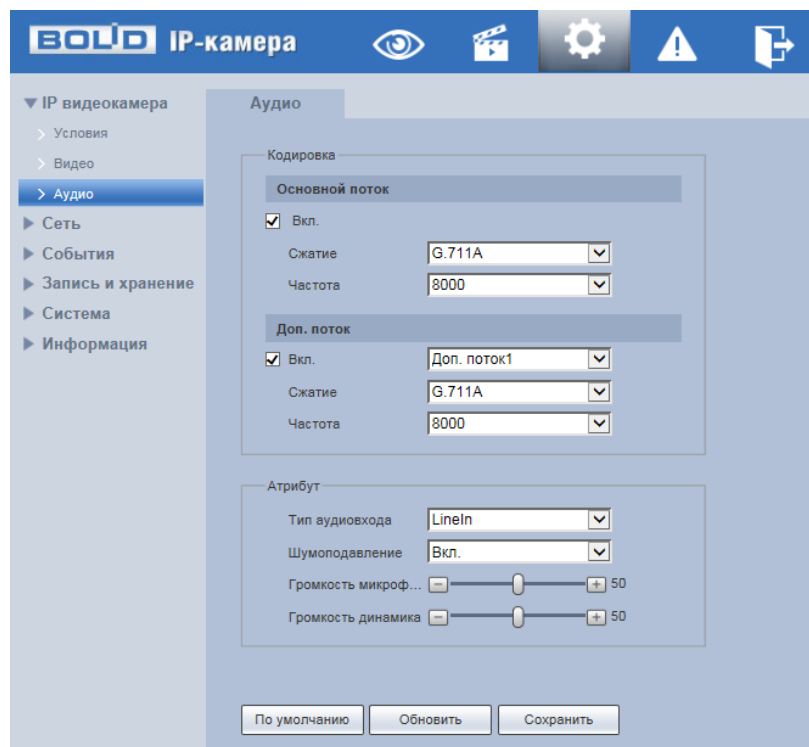 BOLID IP-камера
IP видеокамера
Условия
Видео
Аудио
Сеть
События
Запись и хранение
Система
Информация
Аудио
Кодировка
Основной поток
Вкл.
Сжатие G.711A
Частота 8000
Доп. поток
Вкл. Доп. поток1
Сжатие G.711A
Частота 8000
Атрибут
Тип аудиовхода LineIn
Шумоподавление Вкл.
Громкость микроф... 50
Громкость динамика 50
По умолчанию Обновить Сохранить